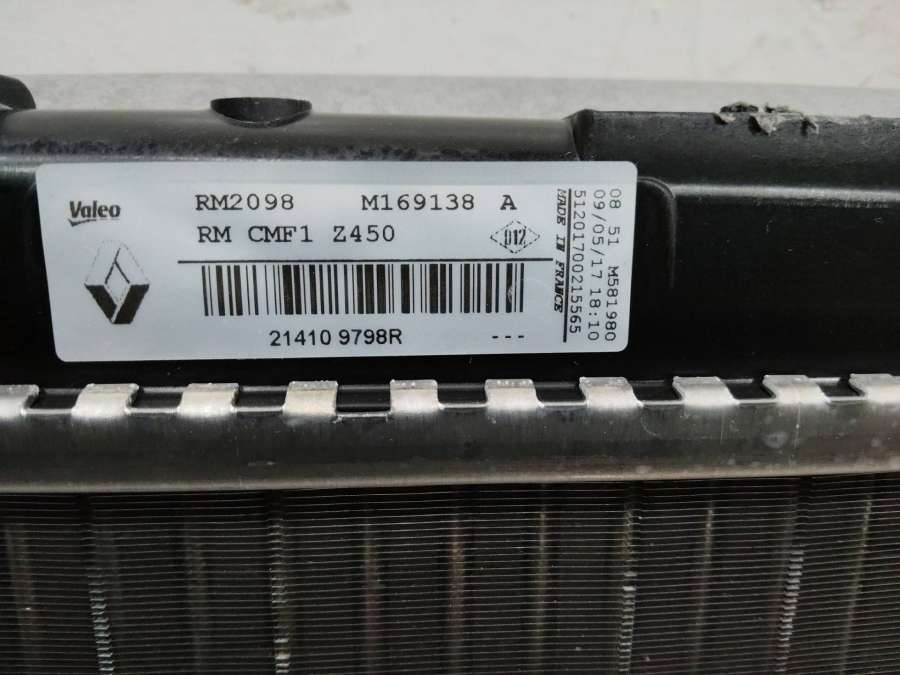 Valeo
RM2098 M169138 A
RM CMF1 Z450
012
21410 9798R ---
MADE IN FRANCE
51201700215565
09/05/17 18:10
08 51 M581980